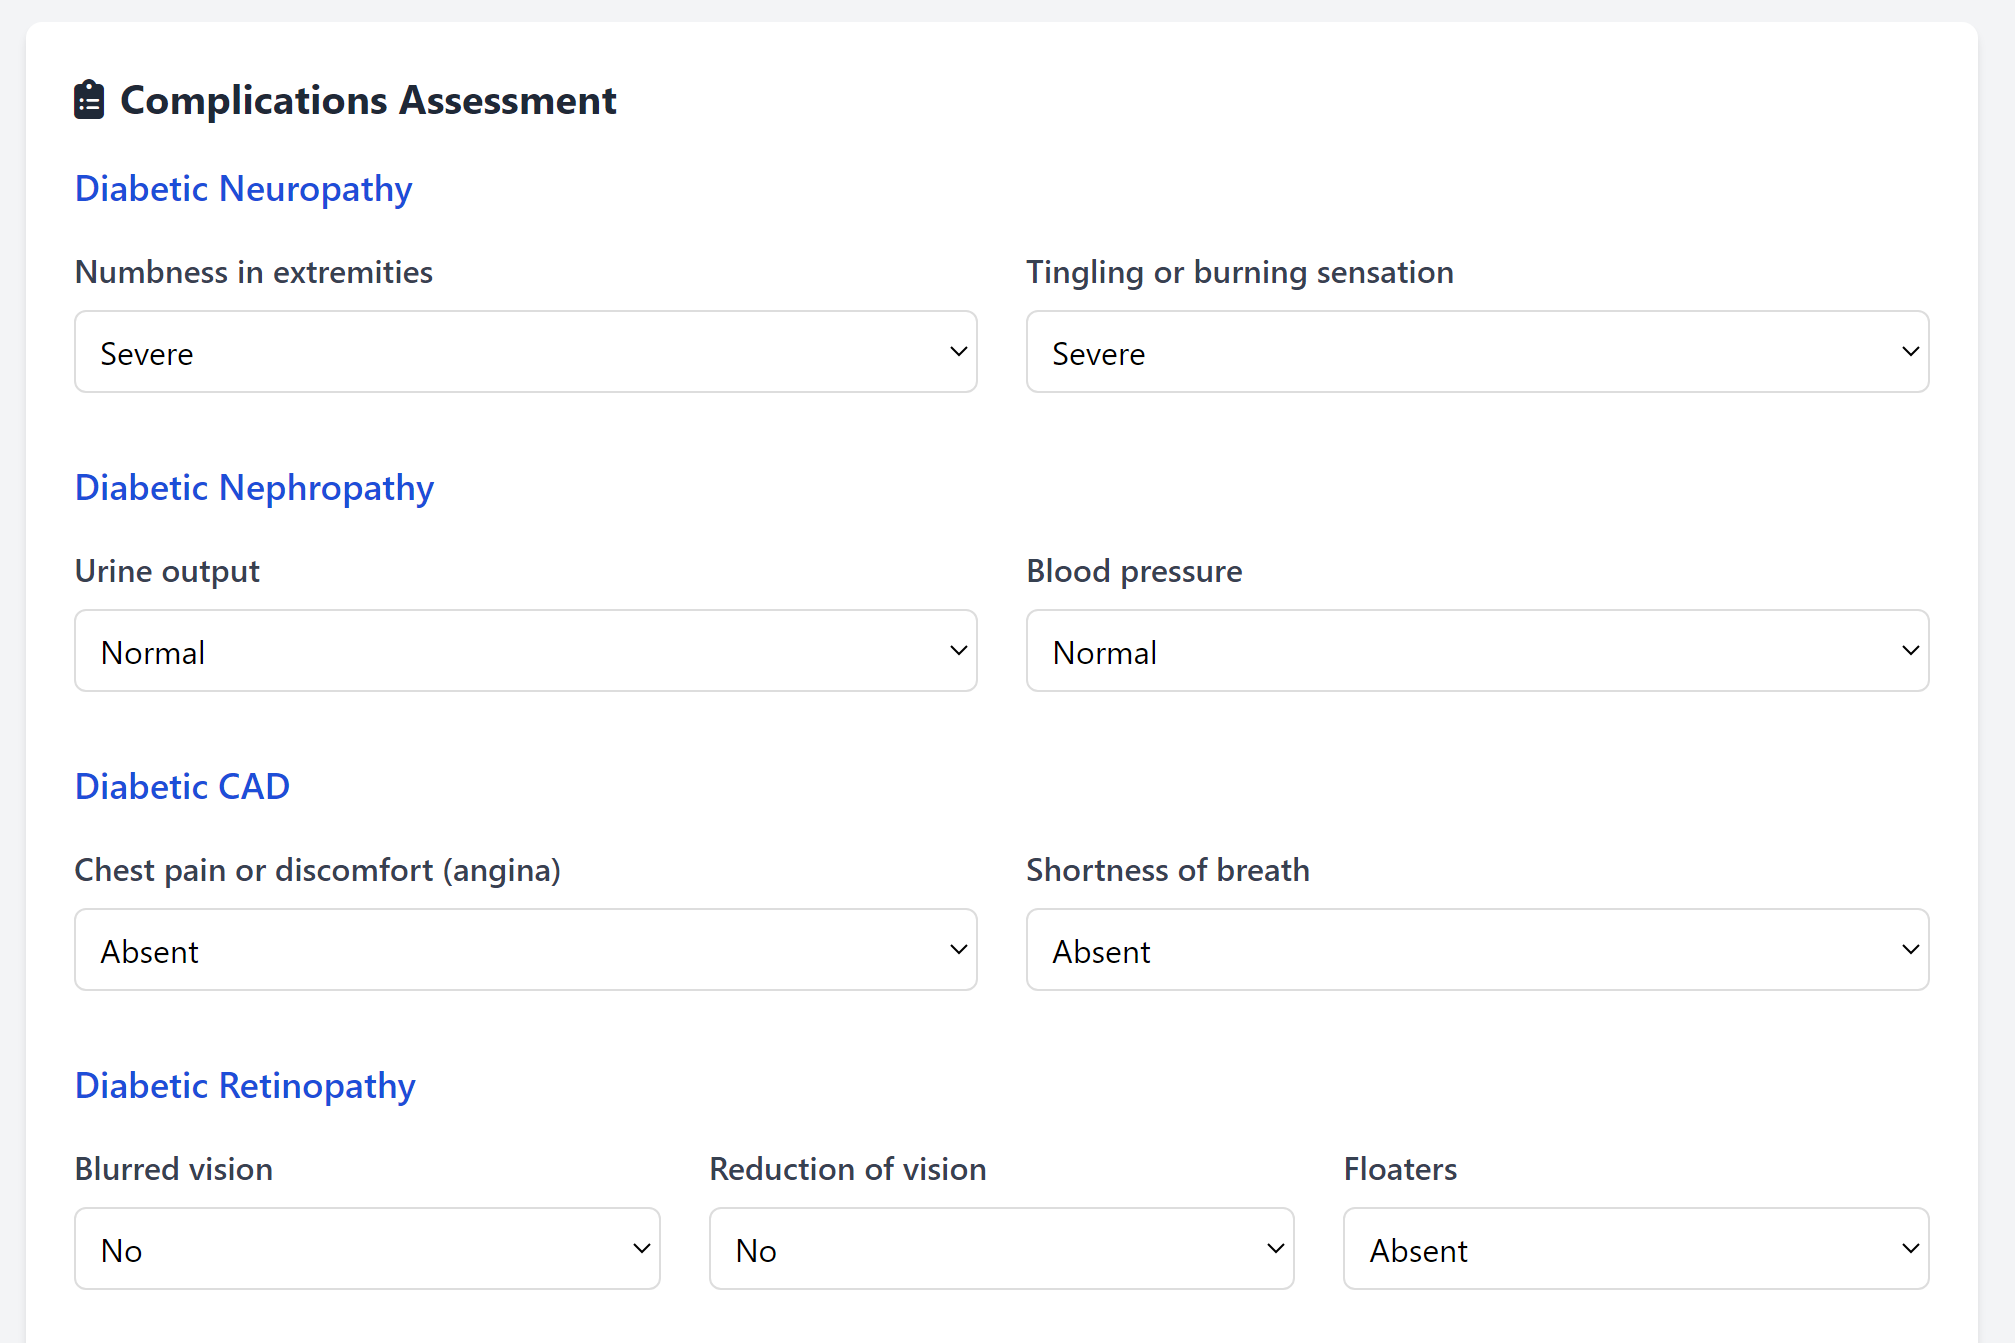 Complications Assessment
Diabetic Neuropathy
Numbness in extremities
Tingling or burning sensation
Severe
Severe
Diabetic Nephropathy
Urine output
Blood pressure
Normal
Normal
Diabetic CAD
Chest pain or discomfort (angina)
Shortness of breath
Absent
Absent
Diabetic Retinopathy
Blurred vision
Reduction of vision
Floaters
No
No
Absent